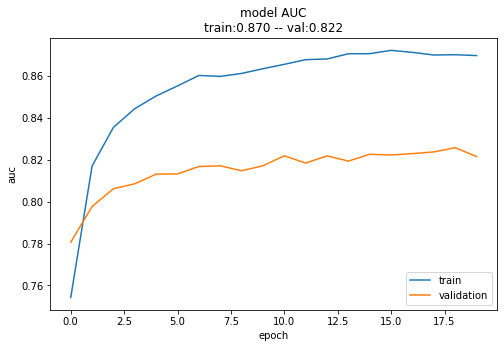 model AUC
train:0.870 -- val:0.822
auc
0.86
0.84
0.82
0.80
0.78
0.76
train
validation
0.0 2.5 5.0 7.5 10.0 12.5 15.0 17.5
epoch